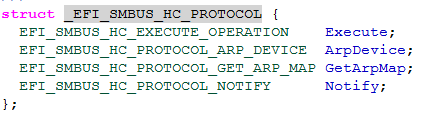 struct _EFI_SMBUS_HC_PROTOCOL {
EFI_SMBUS_HC_EXECUTE_OPERATION Execute;
EFI_SMBUS_HC_PROTOCOL_ARP_DEVICE ArpDevice;
EFI_SMBUS_HC_PROTOCOL_GET_ARP_MAP GetArpMap;
EFI_SMBUS_HC_PROTOCOL_NOTIFY Notify;
};